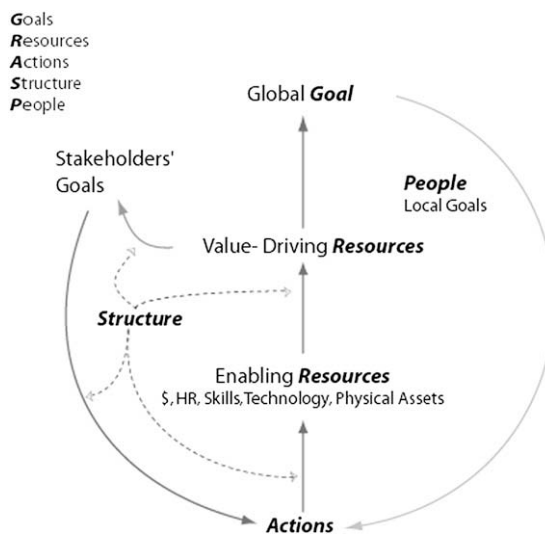 Goals
Resources
Actions
Structure
People
Global Goal
Stakeholders'
Goals
People
Local Goals
Value- Driving Resources
Structure
Enabling Resources
$, HR, Skills,Technology, Physical Assets
Actions